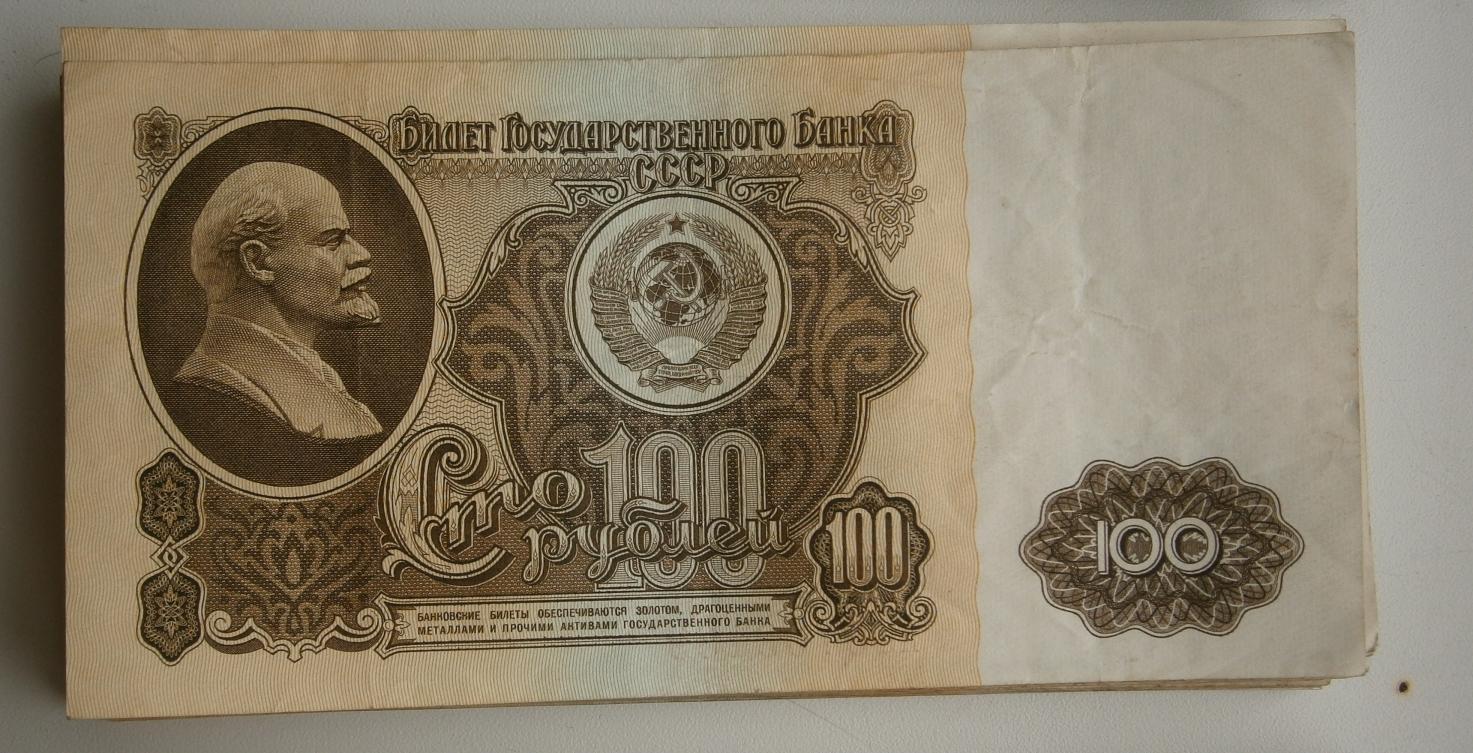 Билет Государственного Банка
СССР
Сто рублей
100
100
100
БАНКОВСКИЕ БИЛЕТЫ ОБЕСПЕЧИВАЮТСЯ ЗОЛОТОМ, ДРАГОЦЕННЫМИ
МЕТАЛЛАМИ И ПРОЧИМИ АКТИВАМИ ГОСУДАРСТВЕННОГО БАНКА